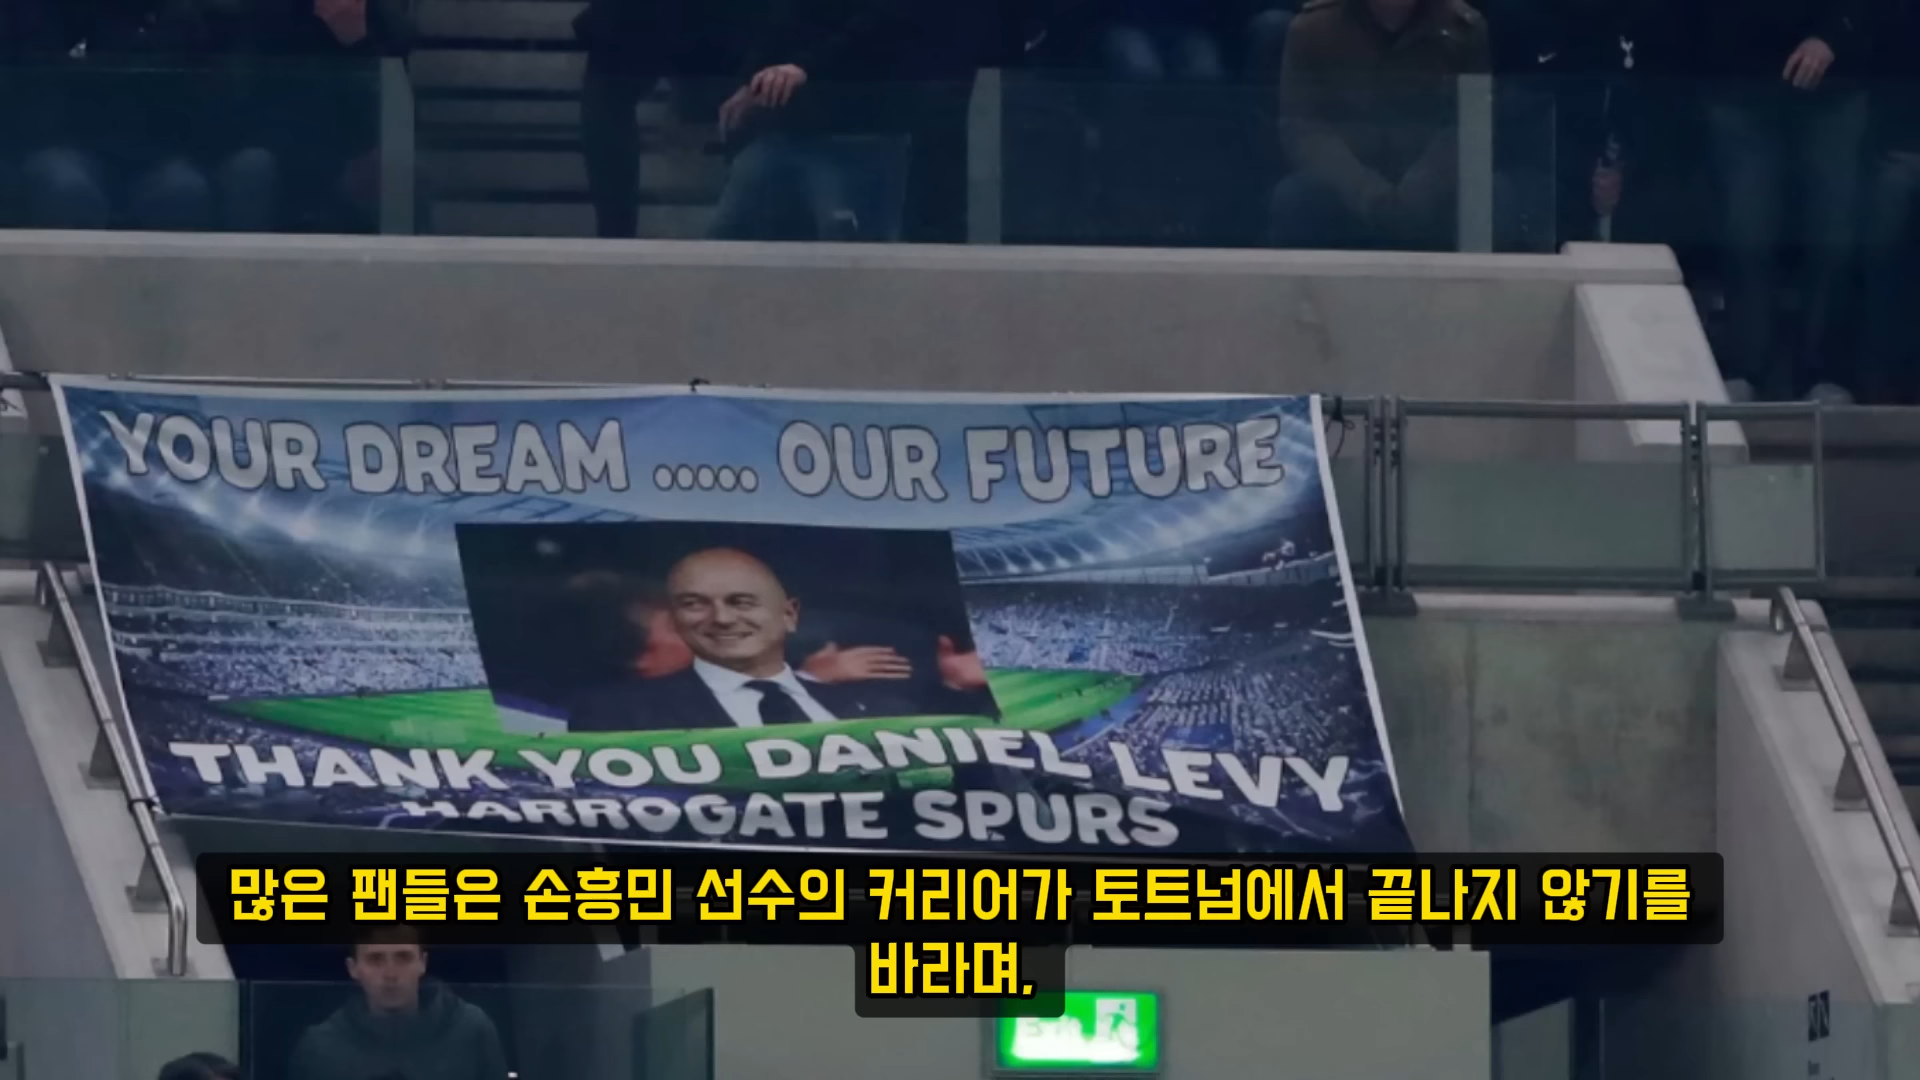 YOUR DREAM ..... OUR FUTURE
THANK YOU DANIEL LEVY
HARROGATE SPURS
많은 팬들은 손흥민 선수의 커리어가 토트넘에서 끝나지 않기를
바라며,